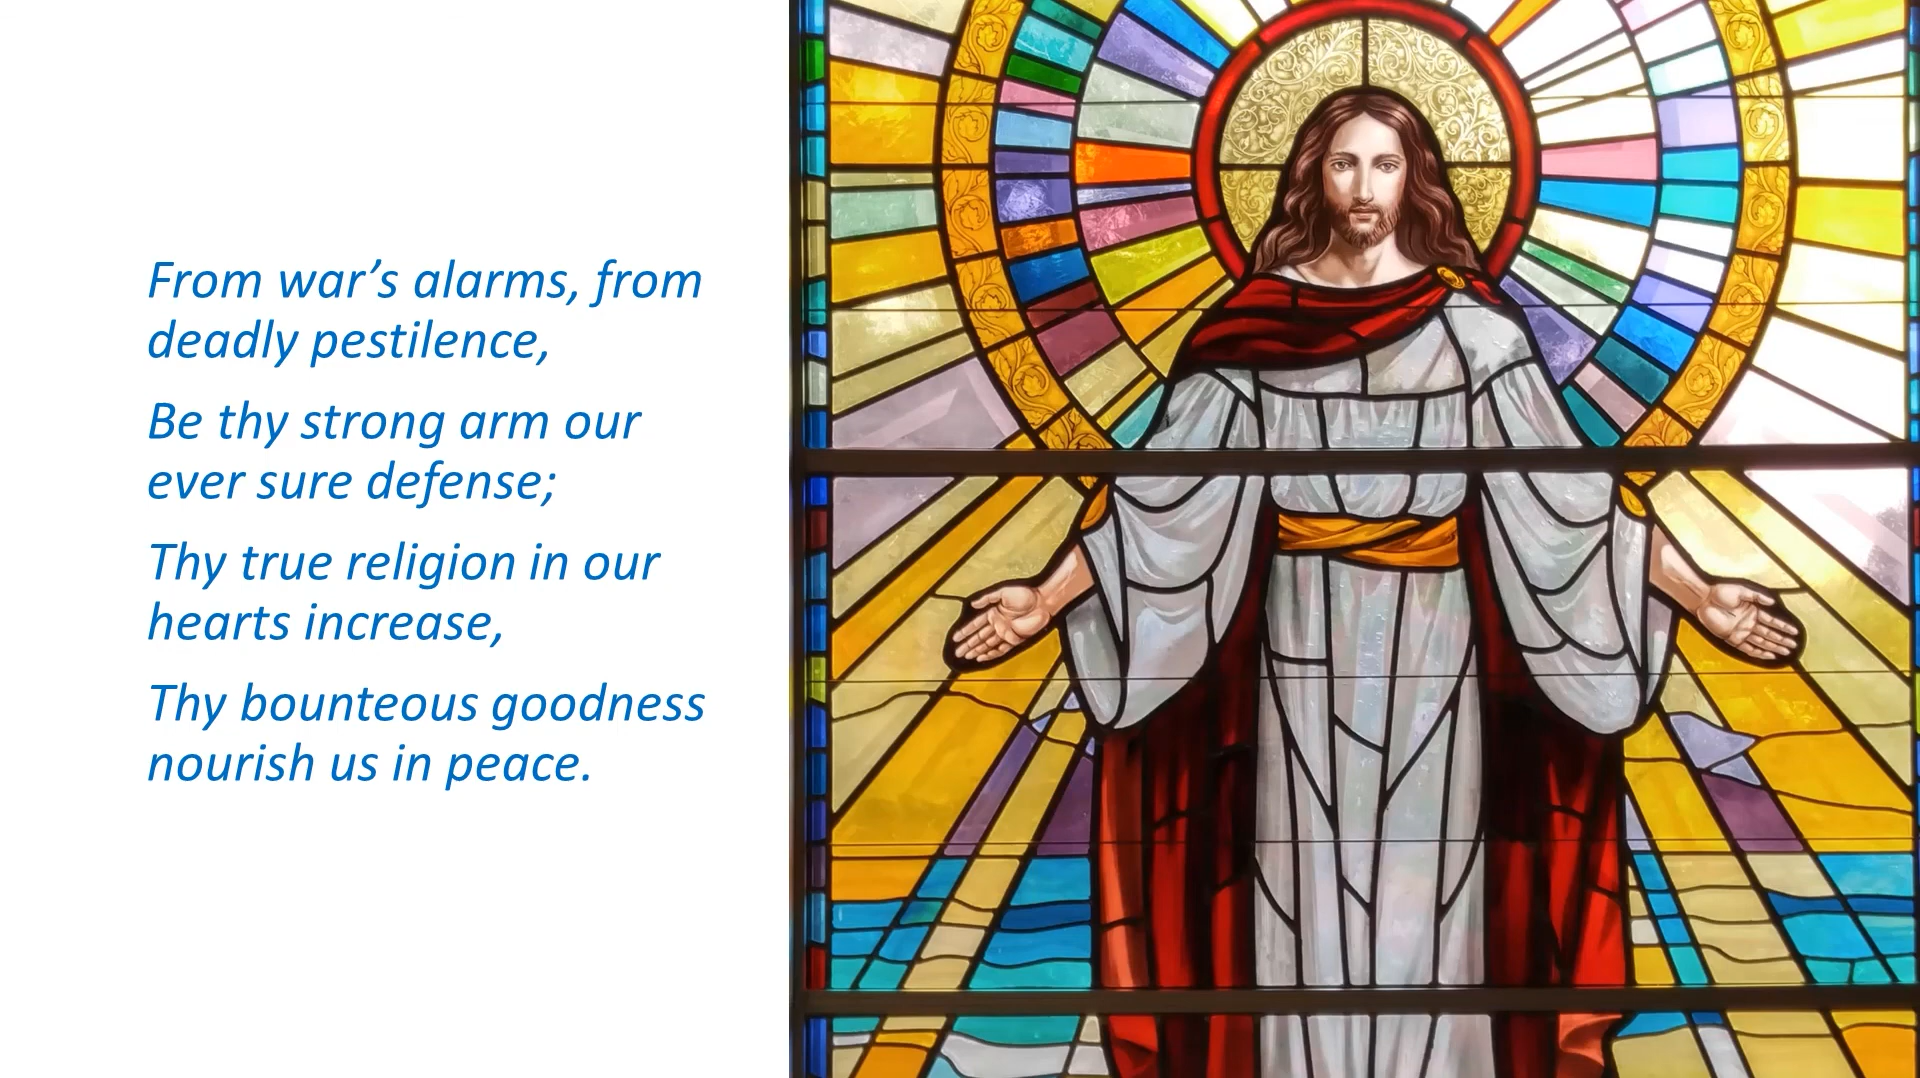 From war’s alarms, from
deadly pestilence,
Be thy strong arm our
ever sure defense;
Thy true religion in our
hearts increase,
Thy bounteous goodness
nourish us in peace.